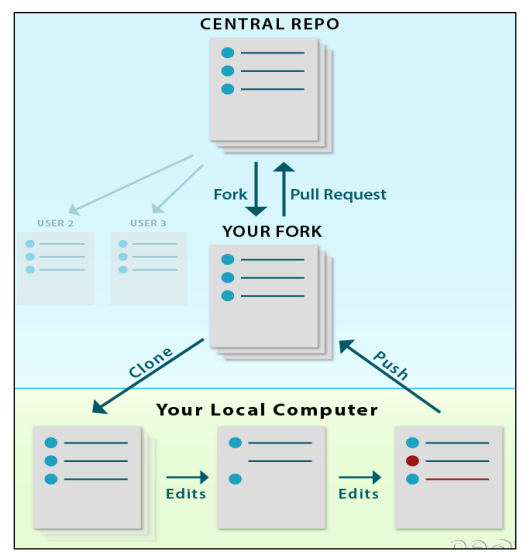 CENTRAL REPO
Fork
Pull Request
USER 2
USER 3
YOUR FORK
Clone
Push
Your Local Computer
Edits
Edits